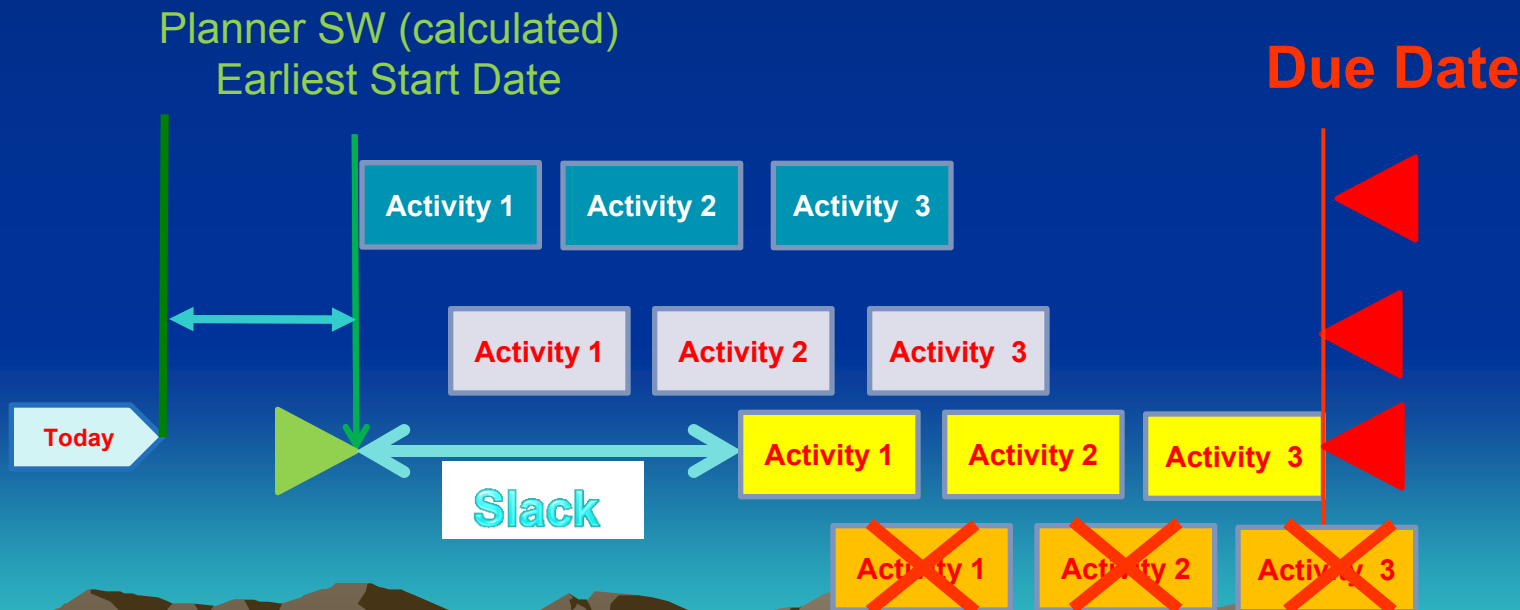 Planner SW (calculated)
Earliest Start Date
Due Date
Activity 1
Activity 2
Activity  3
Activity 1
Activity 2
Activity  3
Today
Activity 1
Activity 2
Activity  3
Slack
Activity 1
Activity 2
Activity  3